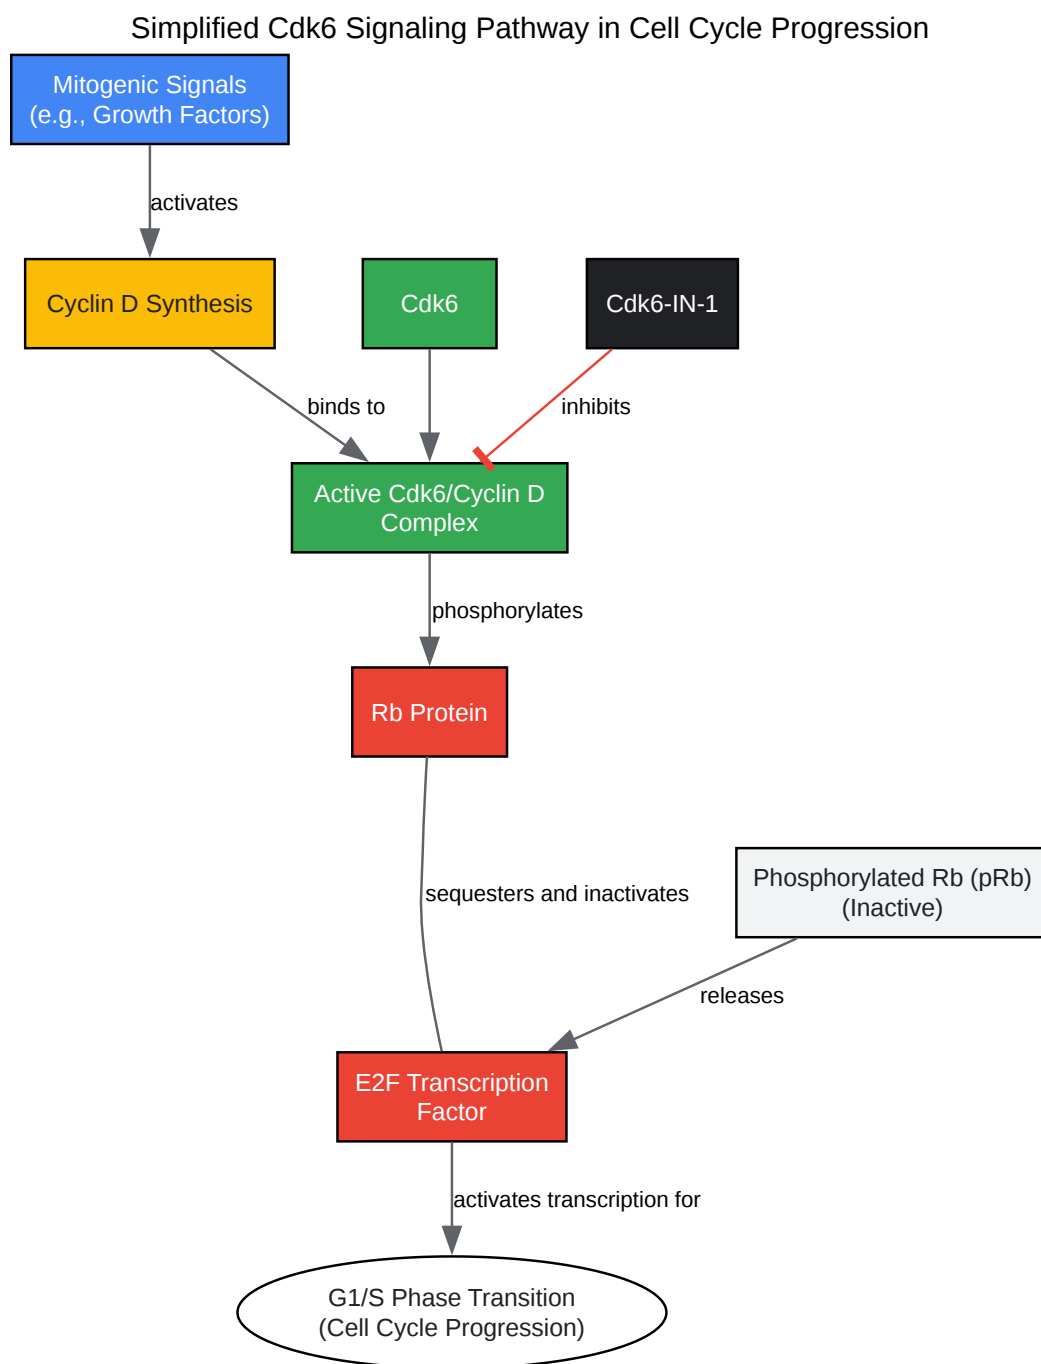 Simplified Cdk6 Signaling Pathway in Cell Cycle Progression
Mitogenic Signals
(e.g., Growth Factors)
activates
Cyclin D Synthesis
Cdk6
Cdk6-IN-1
binds to
inhibits
Active Cdk6/Cyclin D
Complex
phosphorylates
Rb Protein
sequesters and inactivates
Phosphorylated Rb (pRb)
(Inactive)
releases
E2F Transcription
Factor
activates transcription for
G1/S Phase Transition
(Cell Cycle Progression)